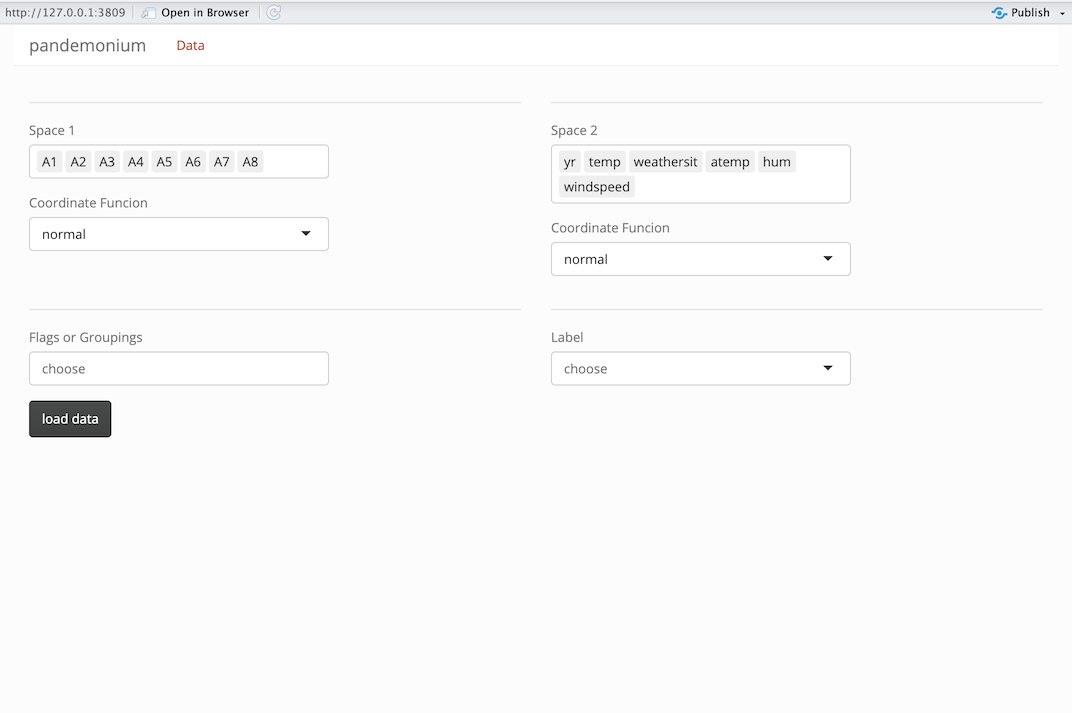 http://127.0.0.1:3809 Open in Browser Publish
pandemonium Data
Space 1
A1 A2 A3 A4 A5 A6 A7 A8
Coordinate Funcion
normal
Space 2
yr temp weathersit atemp hum
windspeed
Coordinate Funcion
normal
Flags or Groupings
choose
Label
choose
load data